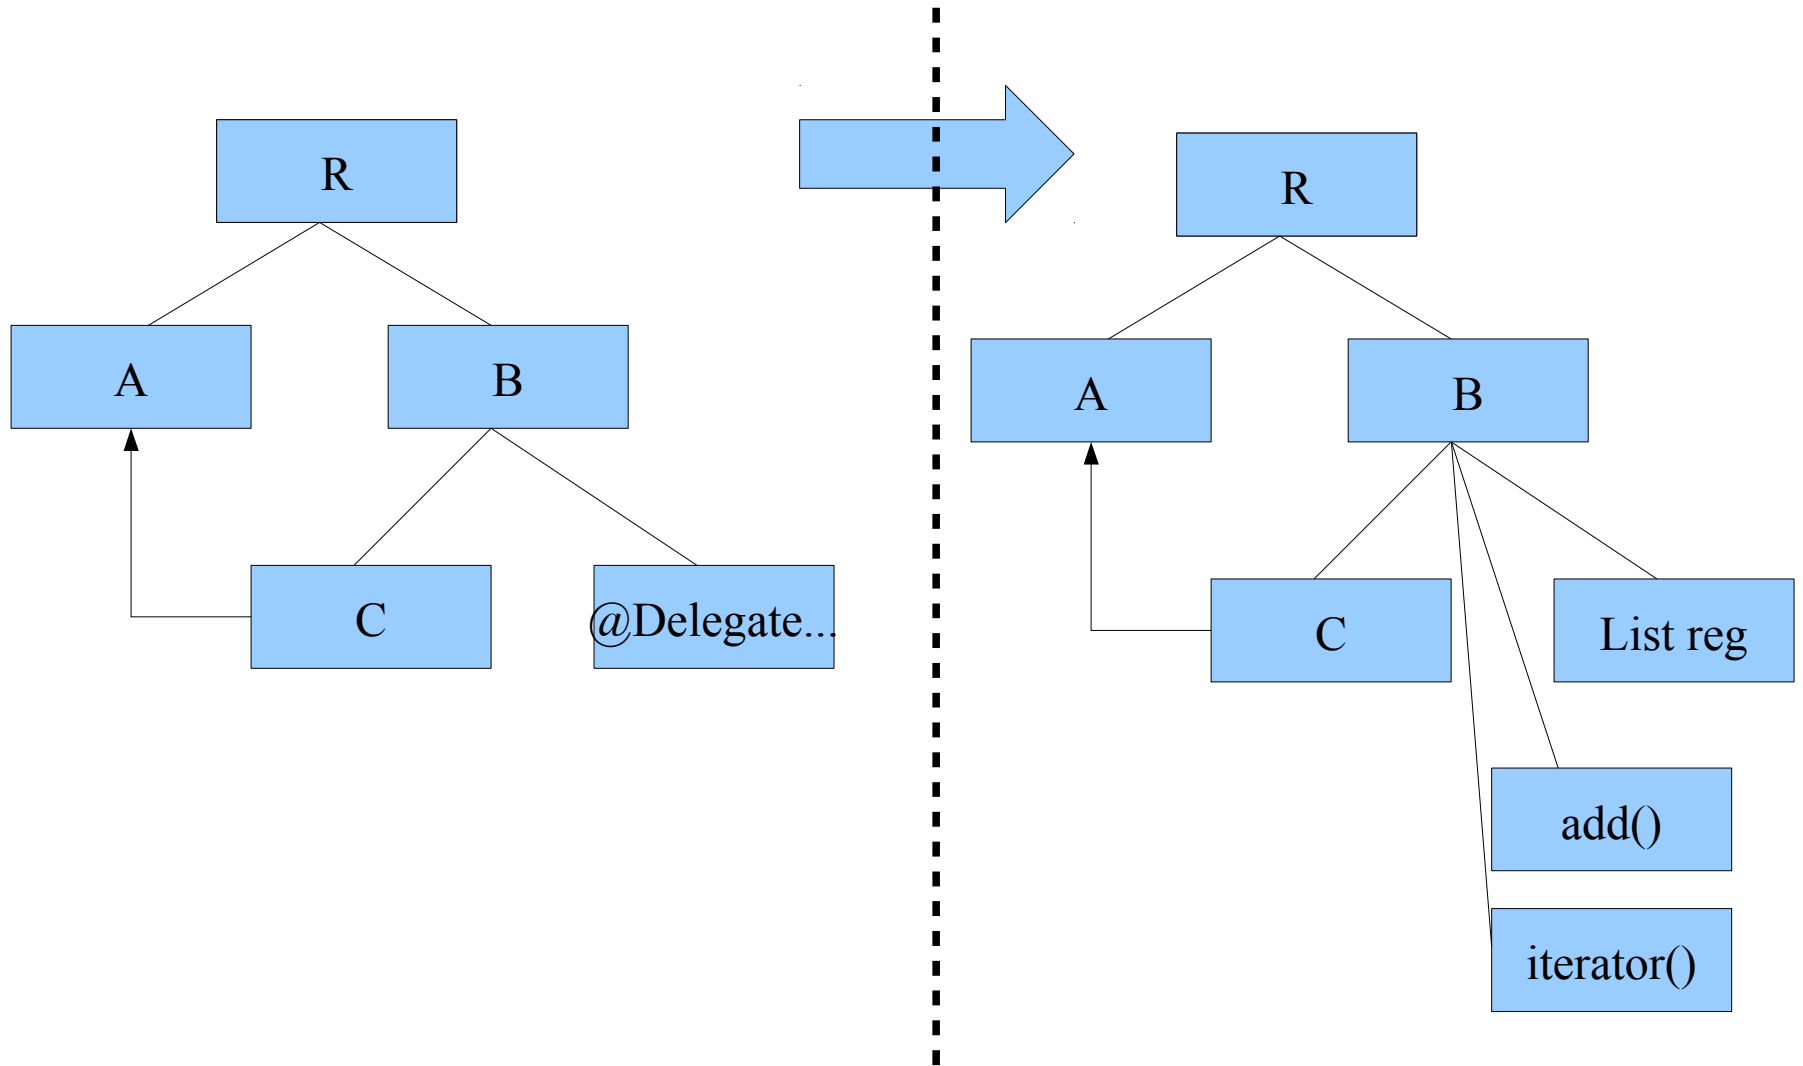 R
A
B
C
@Delegate...
R
A
B
C
List reg
add()
iterator()